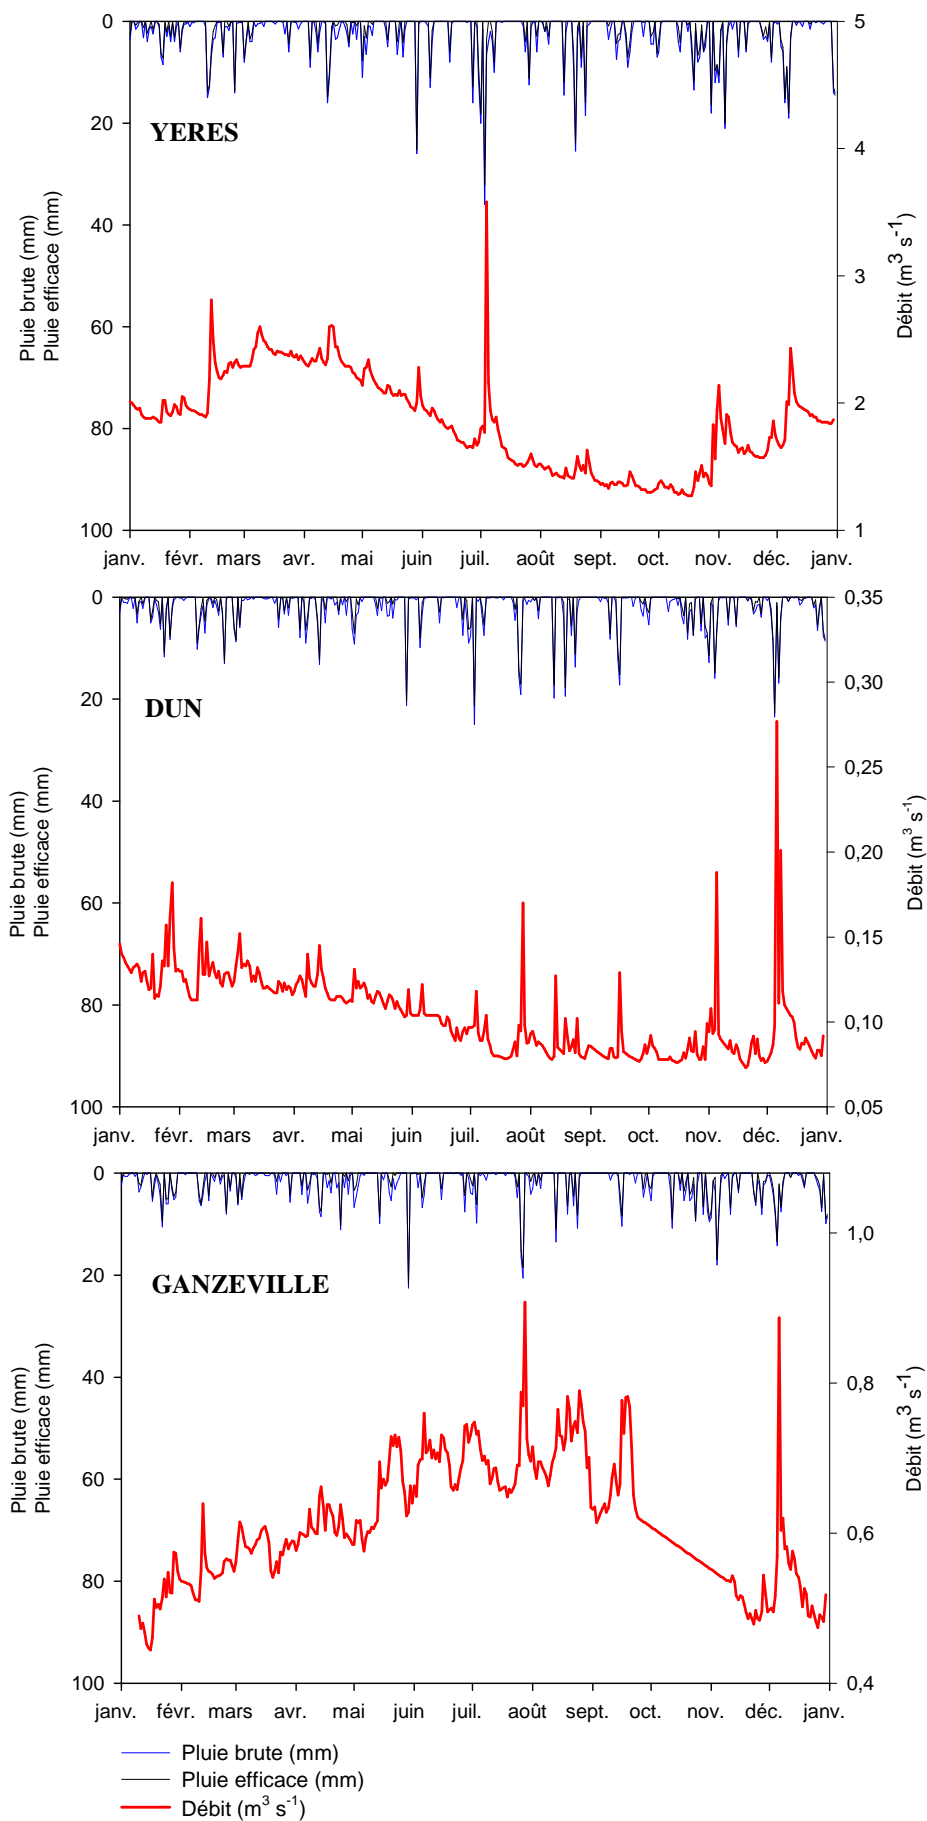 0
20
40
60
80
100
Pluie brute (mm)
Pluie efficace (mm)
YERES
5
4
3
2
1
Débit (m³ s⁻¹)
janv. févr. mars avr. mai juin juil. août sept. oct. nov. déc. janv.
0
20
40
60
80
100
Pluie brute (mm)
Pluie efficace (mm)
DUN
0,35
0,30
0,25
0,20
0,15
0,10
0,05
Débit (m³ s⁻¹)
janv. févr. mars avr. mai juin juil. août sept. oct. nov. déc. janv.
0
20
40
60
80
100
Pluie brute (mm)
Pluie efficace (mm)
GANZEVILLE
1,0
0,8
0,6
0,4
Débit (m³ s⁻¹)
janv. févr. mars avr. mai juin juil. août sept. oct. nov. déc. janv.
Pluie brute (mm)
Pluie efficace (mm)
Débit (m³ s⁻¹)